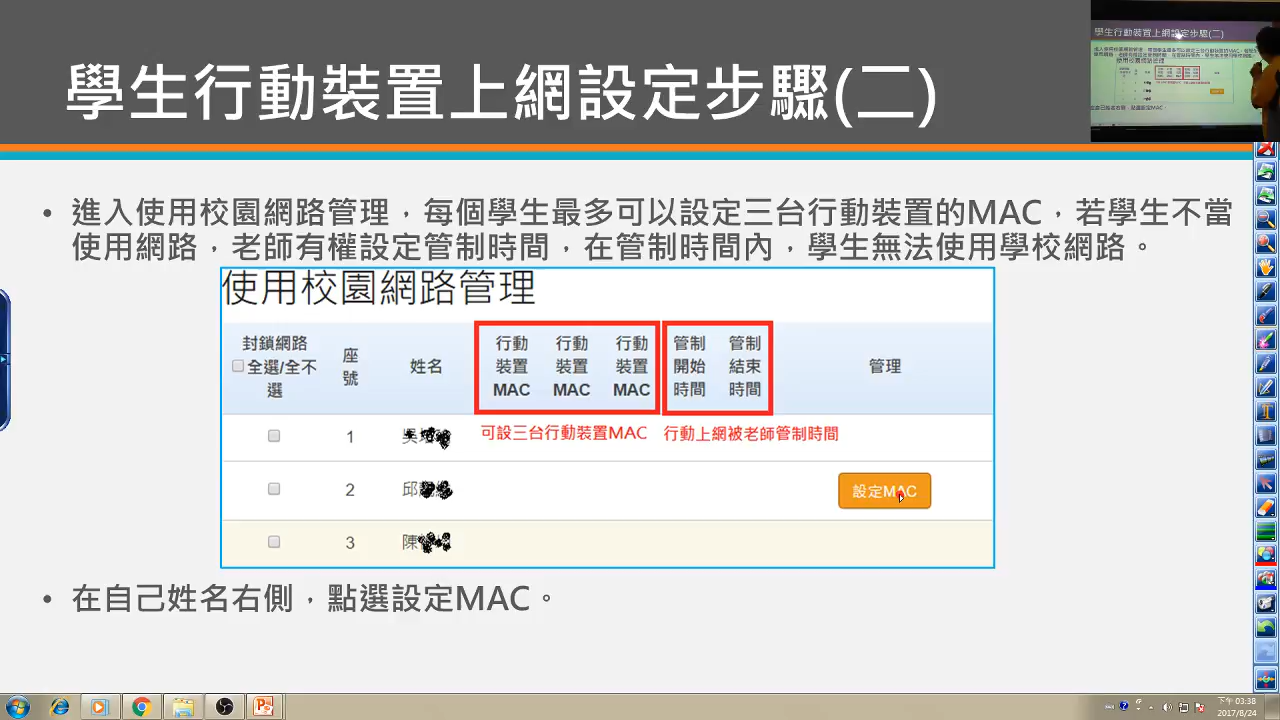 學生行動裝置上網設定步驟(二)
學生行動裝置上網設定步驟(二)
• 進入使用校園網路管理，每個學生最多可以設定三台行動裝置的MAC，若學生不當
使用網路，老師有權設定管制時間，在管制時間內，學生無法使用學校網路。
使用校園網路管理
封鎖網路
全選/全不
選
座
號
姓名
行動
裝置
MAC
行動
裝置
MAC
行動
裝置
MAC
管制
開始
時間
管制
結束
時間
管理
1
吳
可設三台行動裝置MAC
行動上網被老師管制時間
2
邱
設定MAC
3
陳
• 在自己姓名右側，點選設定MAC。
下午 03:38
2017/8/24